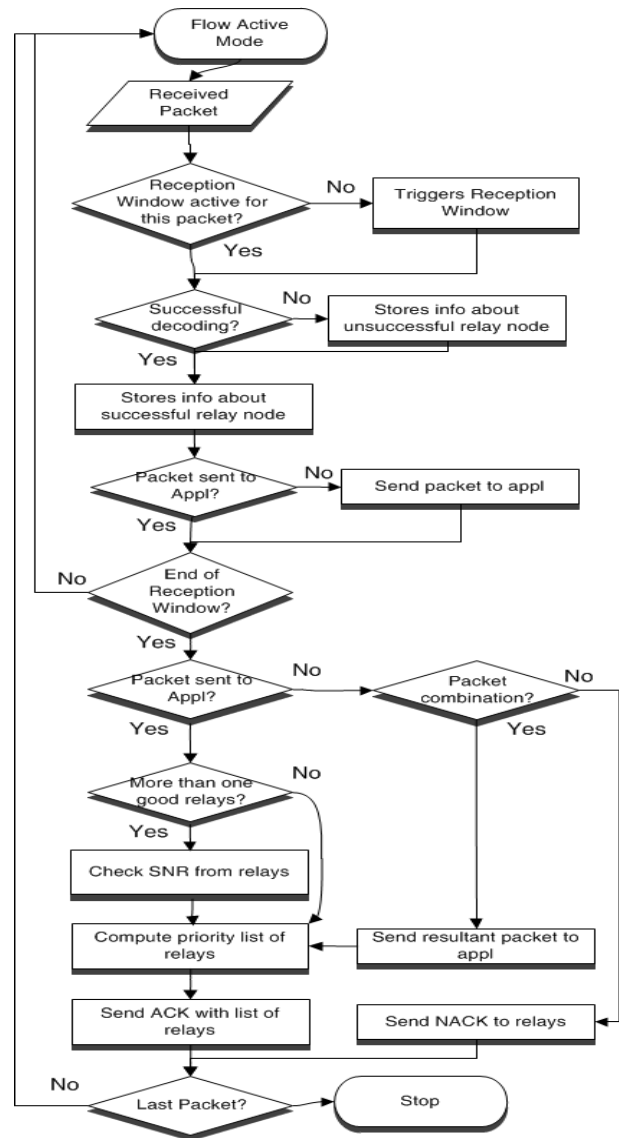 Flow Active
Mode
Received
Packet
Reception
Window active for
this packet?
No
Triggers Reception
Window
Yes
Successful
decoding?
No
Stores info about
unsuccessful relay node
Yes
Stores info about
successful relay node
Packet sent to
Appl?
No
Send packet to appl
Yes
No
End of
Reception
Window?
Yes
Packet sent to
Appl?
No
Packet
combination?
No
Yes
Yes
More than one
good relays?
No
Yes
Check SNR from relays
Compute priority list of
relays
Send resultant packet to
appl
Send ACK with list of
relays
Send NACK to relays
No
Last Packet?
Stop